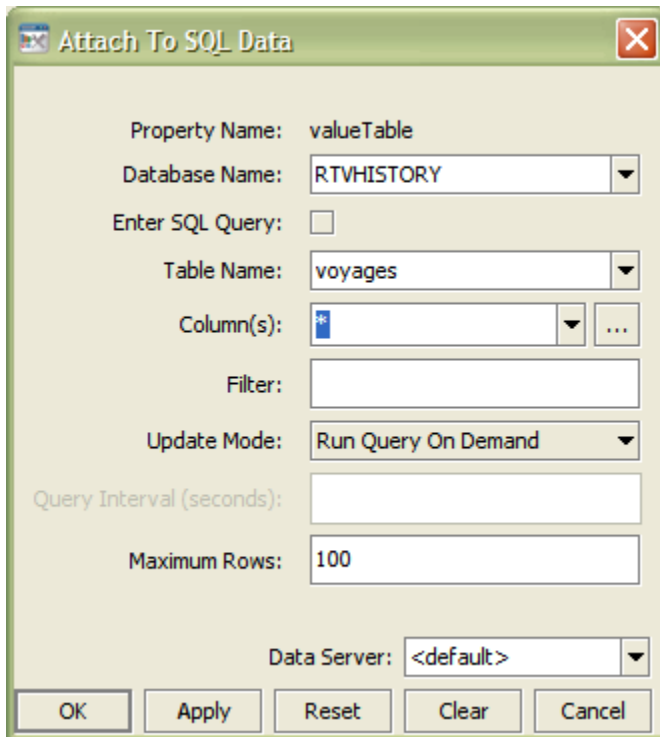 Attach To SQL Data
Property Name: valueTable
Database Name: RTVHISTORY
Enter SQL Query:
Table Name: voyages
Column(s): * ...
Filter:
Update Mode: Run Query On Demand
Query Interval (seconds):
Maximum Rows: 100
Data Server: <default>
OK Apply Reset Clear Cancel